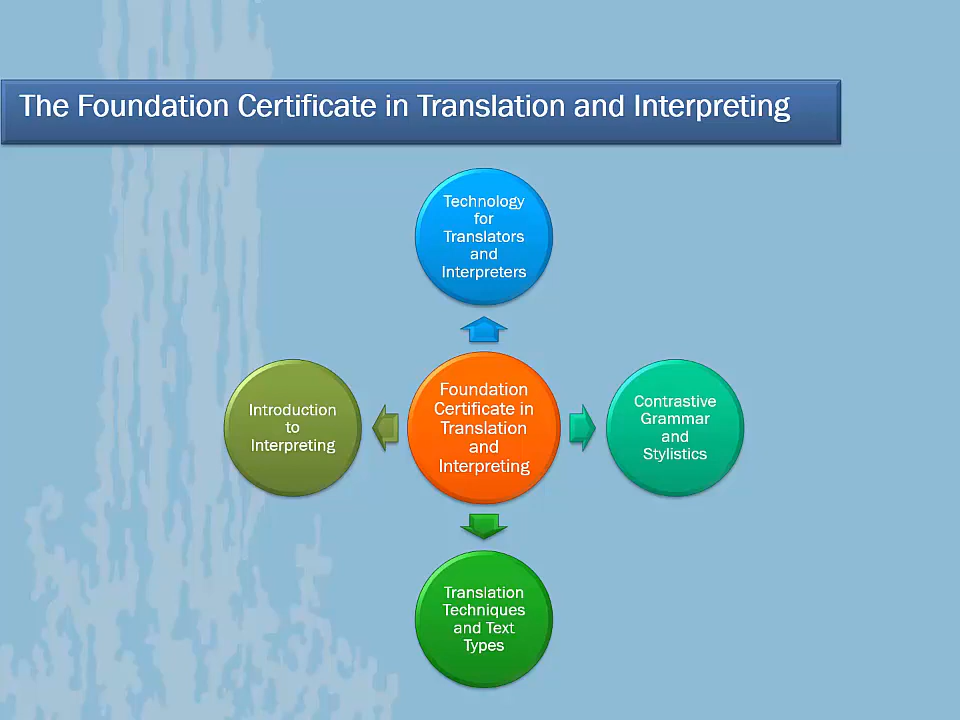 The Foundation Certificate in Translation and Interpreting
Technology
for
Translators
and
Interpreters
Introduction
to
Interpreting
Foundation
Certificate in
Translation
and
Interpreting
Contrastive
Grammar
and
Stylistics
Translation
Techniques
and Text
Types